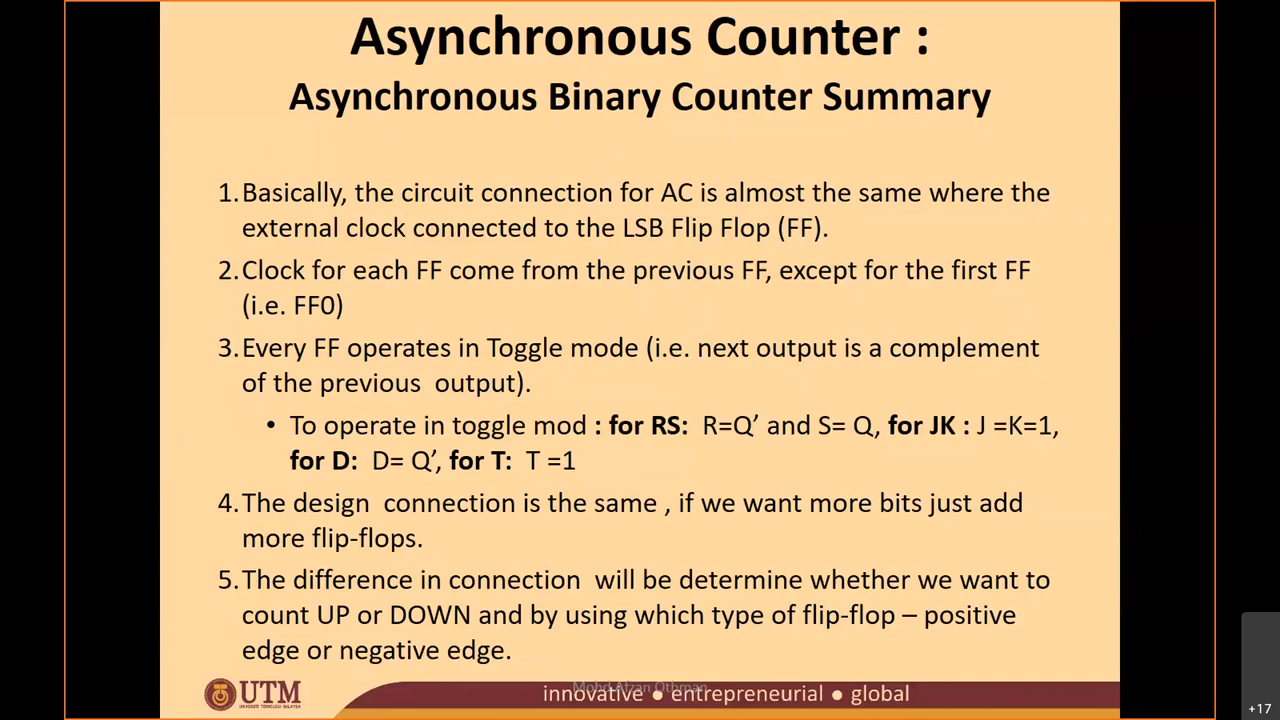 Asynchronous Counter :
Asynchronous Binary Counter Summary
1. Basically, the circuit connection for AC is almost the same where the
external clock connected to the LSB Flip Flop (FF).
2. Clock for each FF come from the previous FF, except for the first FF
(i.e. FF0)
3. Every FF operates in Toggle mode (i.e. next output is a complement
of the previous output).
• To operate in toggle mod : for RS: R=Q’ and S= Q, for JK : J =K=1,
for D: D= Q’, for T: T =1
4. The design connection is the same , if we want more bits just add
more flip-flops.
5. The difference in connection will be determine whether we want to
count UP or DOWN and by using which type of flip-flop – positive
edge or negative edge.
UTM
UNIVERSITI TEKNOLOGI MALAYSIA
Mohd Afzan Othman
innovative ● entrepreneurial ● global
+17